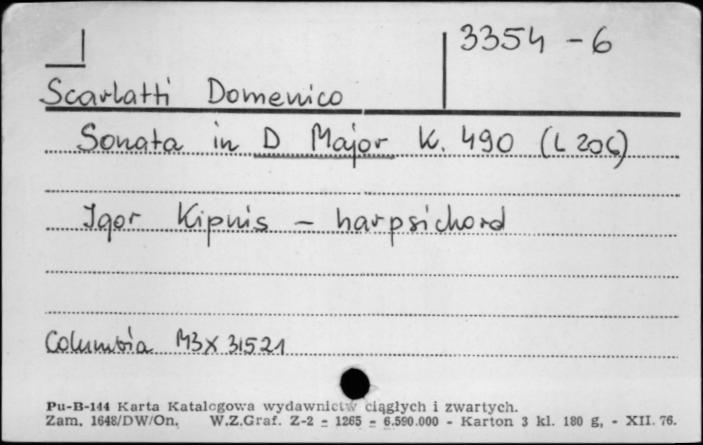 3354 - 6
Scarlatti Domenico
Sonata in D Major K. 490 (L 206)
Igor Kipnis - harpsichord
Columbia M3X 31521
Pu-B-144 Karta Katalogowa wydawnictw ciągłych i zwartych.
Zam. 1648/DW/On. W.Z.Graf. Z-2 - 1265 - 6.590.000 - Karton 3 kl. 180 g, - XII. 76.